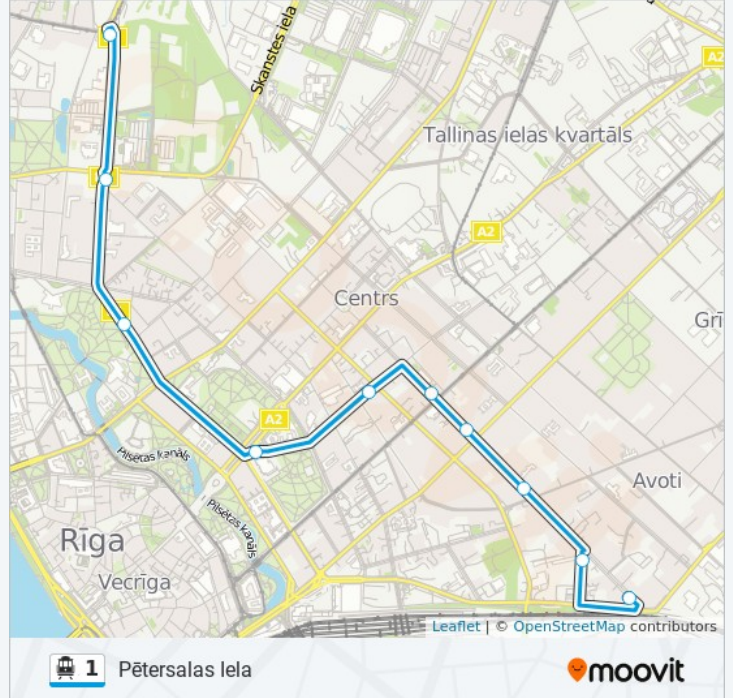 Skanstes iela
A2
Tallinas ielas kvartāls
A2
Centrs
Grī
A2
Pilsētas kanāls
Avoti
Pilsētas kanāls
Rīga
Vecrīga
Leaflet | © OpenStreetMap contributors
1 Pētersalas Iela
moovit